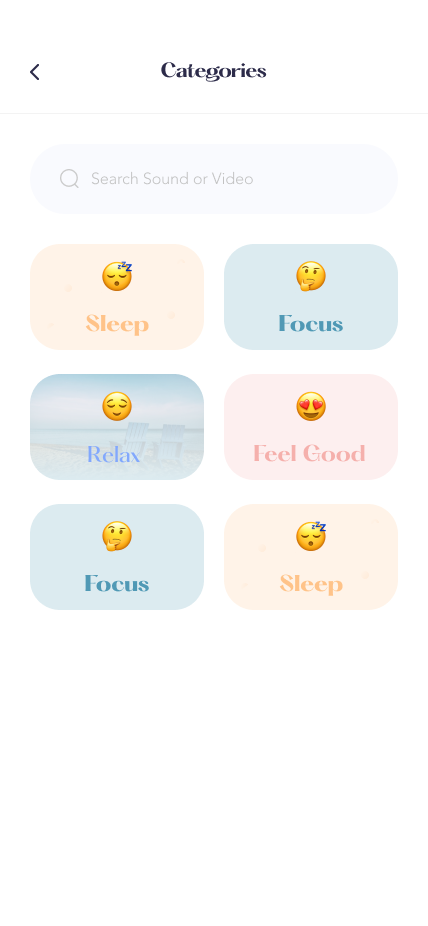 Categories
Search Sound or Video
Sleep
Focus
Relax
Feel Good
Focus
Sleep